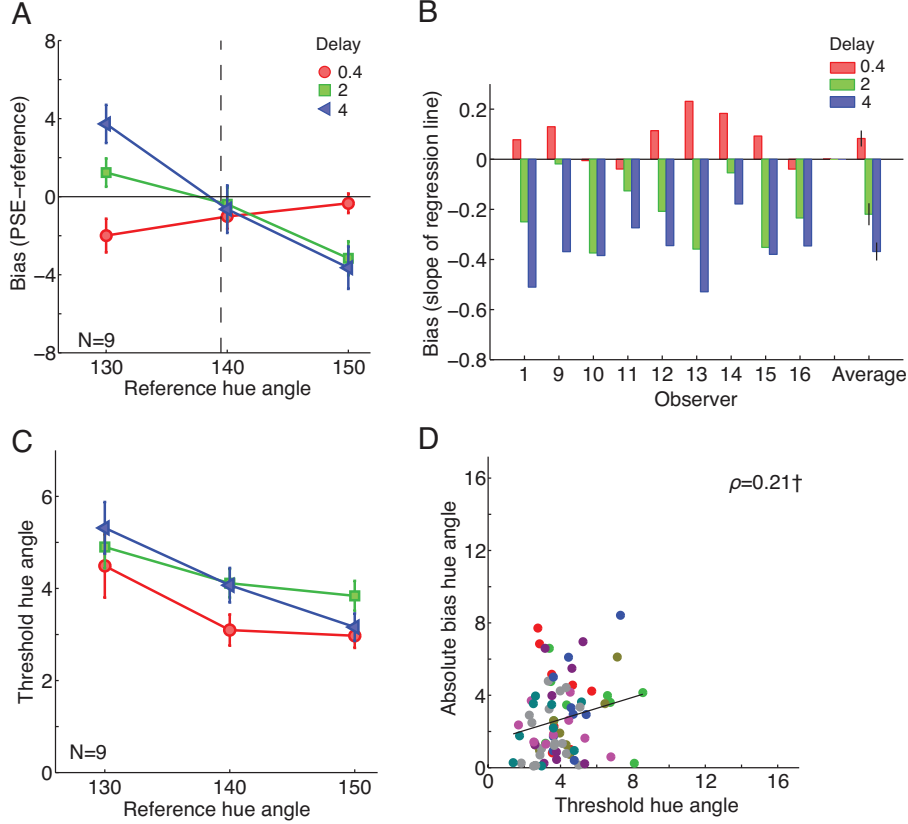 A
Bias (PSE−reference)
8
4
0
−4
−8
Delay
0.4
2
4
N=9
130
140
150
Reference hue angle
B
Bias (slope of regression line)
0.2
0
−0.2
−0.4
−0.6
−0.8
Delay
0.4
2
4
1 9 10 11 12 13 14 15 16 Average
Observer
C
Threshold hue angle
6
4
2
0
N=9
130
140
150
Reference hue angle
D
Absolute bias hue angle
16
12
8
4
0
ρ=0.21†
0 4 8 12 16
Threshold hue angle